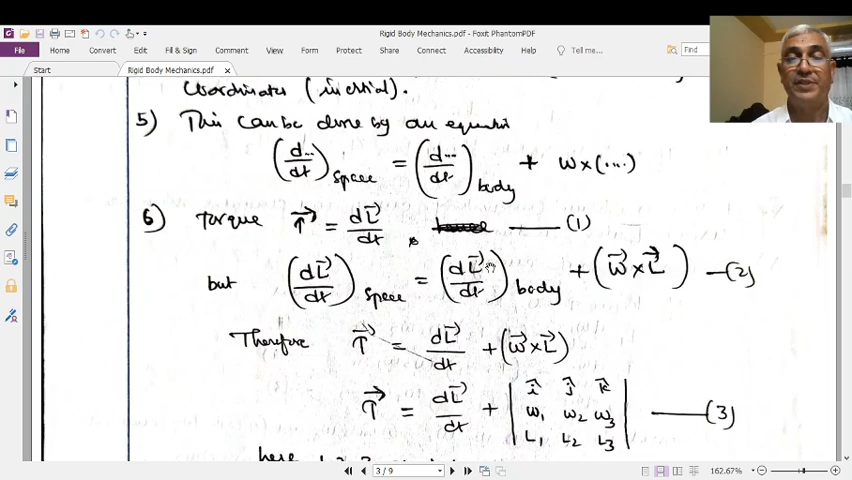 Rigid Body Mechanics.pdf - Foxit PhantomPDF
File Home Edit Fill & Sign Comment View Form Protect Share Connect Accessibility Help Tell me... Find
Start Rigid Body Mechanics.pdf ×
Coordinates (inertial).
5) This can be done by an equati
(d.../dt)space = (d.../dt)body + ω×(....)
6) Torque τ⃗ = dL⃗/dt ——(1)
but (dL⃗/dt)space = (dL⃗/dt)body + (ω⃗×L⃗) —(2)
Therefore τ⃗ = dL⃗/dt + (ω⃗×L⃗)
τ⃗ = dL⃗/dt + | i⃗ j⃗ k⃗ ; ω1 ω2 ω3 ; L1 L2 L3 | ——(3)
here
3 / 9 162.67%